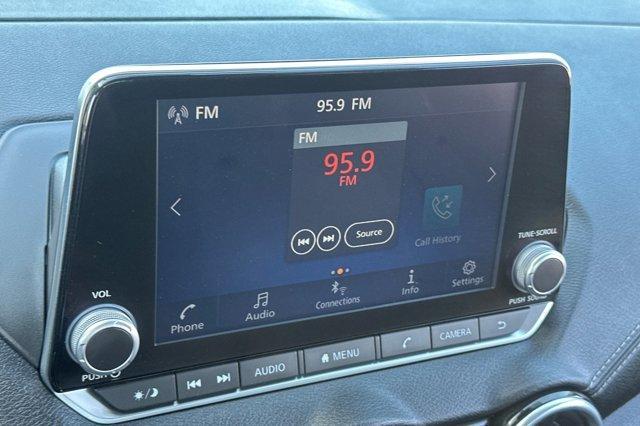 FM
95.9 FM
FM
95.9
FM
Source
Call History
TUNE-SCROLL
VOL
Phone
Audio
Connections
Info
Settings
PUSH SOUND
PUSH
AUDIO
MENU
CAMERA